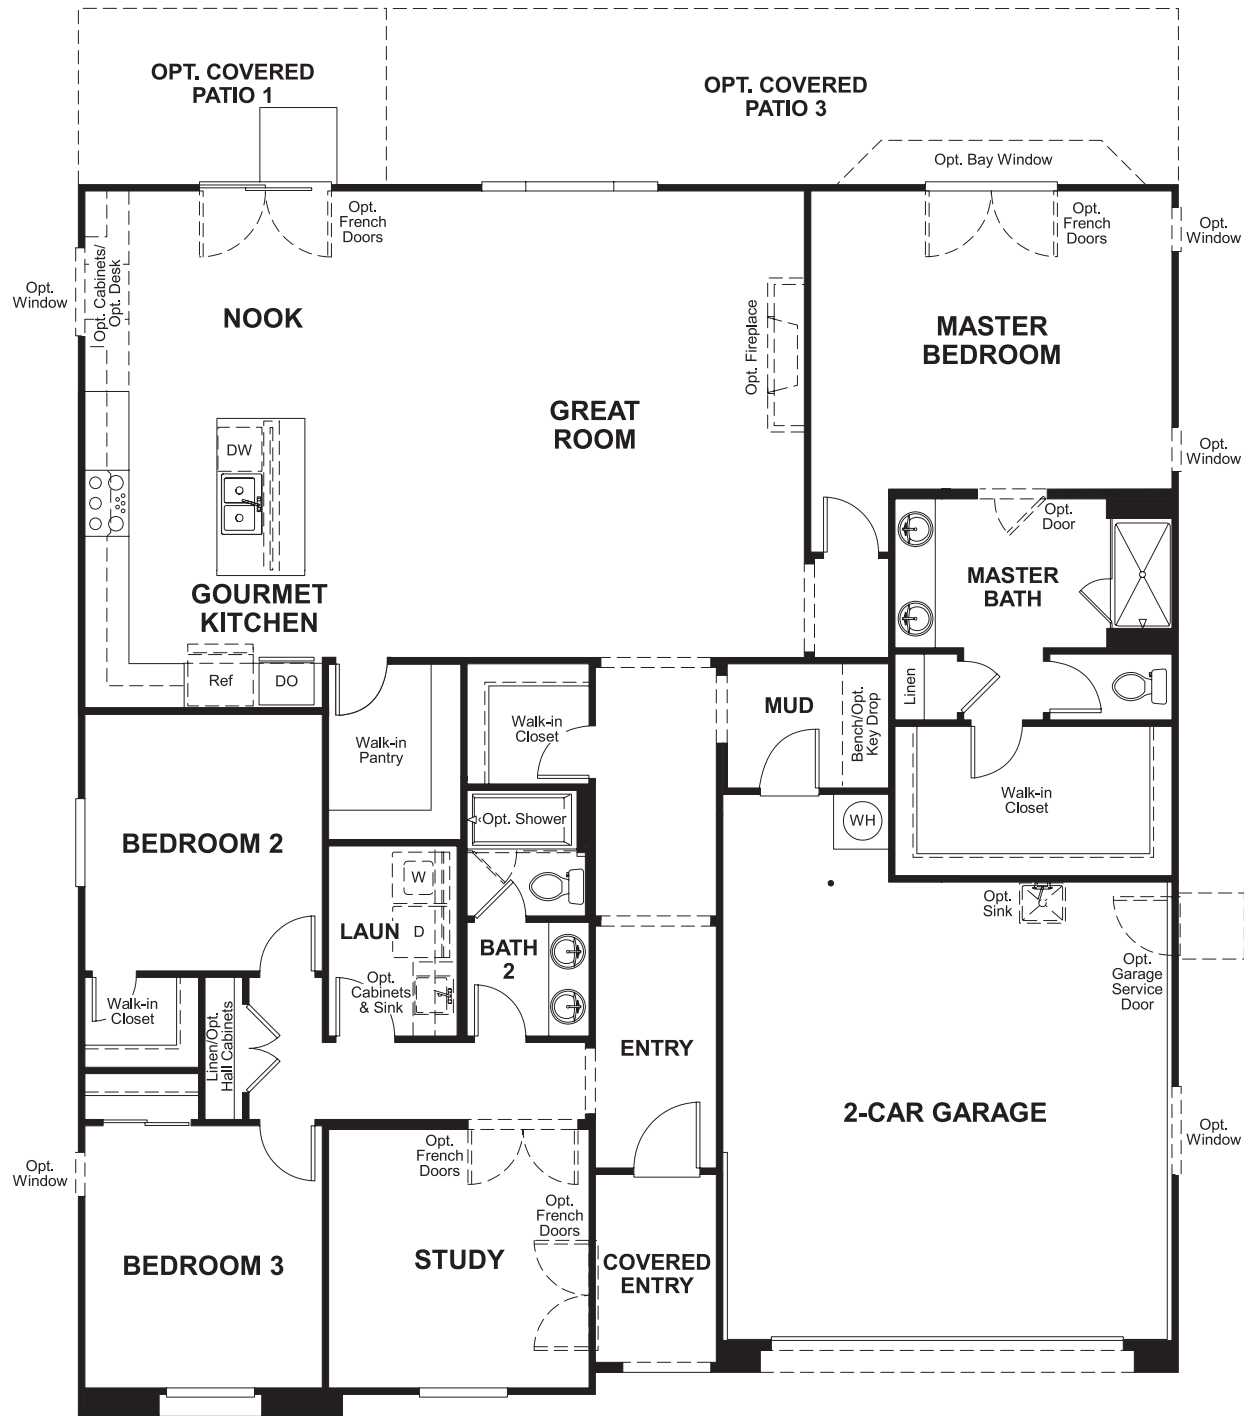 OPT. COVERED
PATIO 1
OPT. COVERED
PATIO 3
Opt. Bay Window
Opt.
French
Doors
Opt.
French
Doors
Opt.
Window
Opt.
Window
Opt. Cabinets/
Opt. Desk
NOOK
Opt. Fireplace
MASTER
BEDROOM
GREAT
ROOM
Opt.
Window
DW
Opt.
Door
MASTER
BATH
GOURMET
KITCHEN
Ref
DO
Linen
MUD
Bench/Opt.
Key Drop
Walk-in
Closet
Walk-in
Pantry
Walk-in
Closet
Opt. Shower
WH
BEDROOM 2
W
LAUN
D
BATH
2
Opt.
Sink
Opt.
Garage
Service
Door
Opt.
Cabinets
& Sink
Walk-in
Closet
Linen/Opt.
Hall Cabinets
ENTRY
2-CAR GARAGE
Opt.
Window
Opt.
Window
Opt.
French
Doors
Opt.
French
Doors
BEDROOM 3
STUDY
COVERED
ENTRY